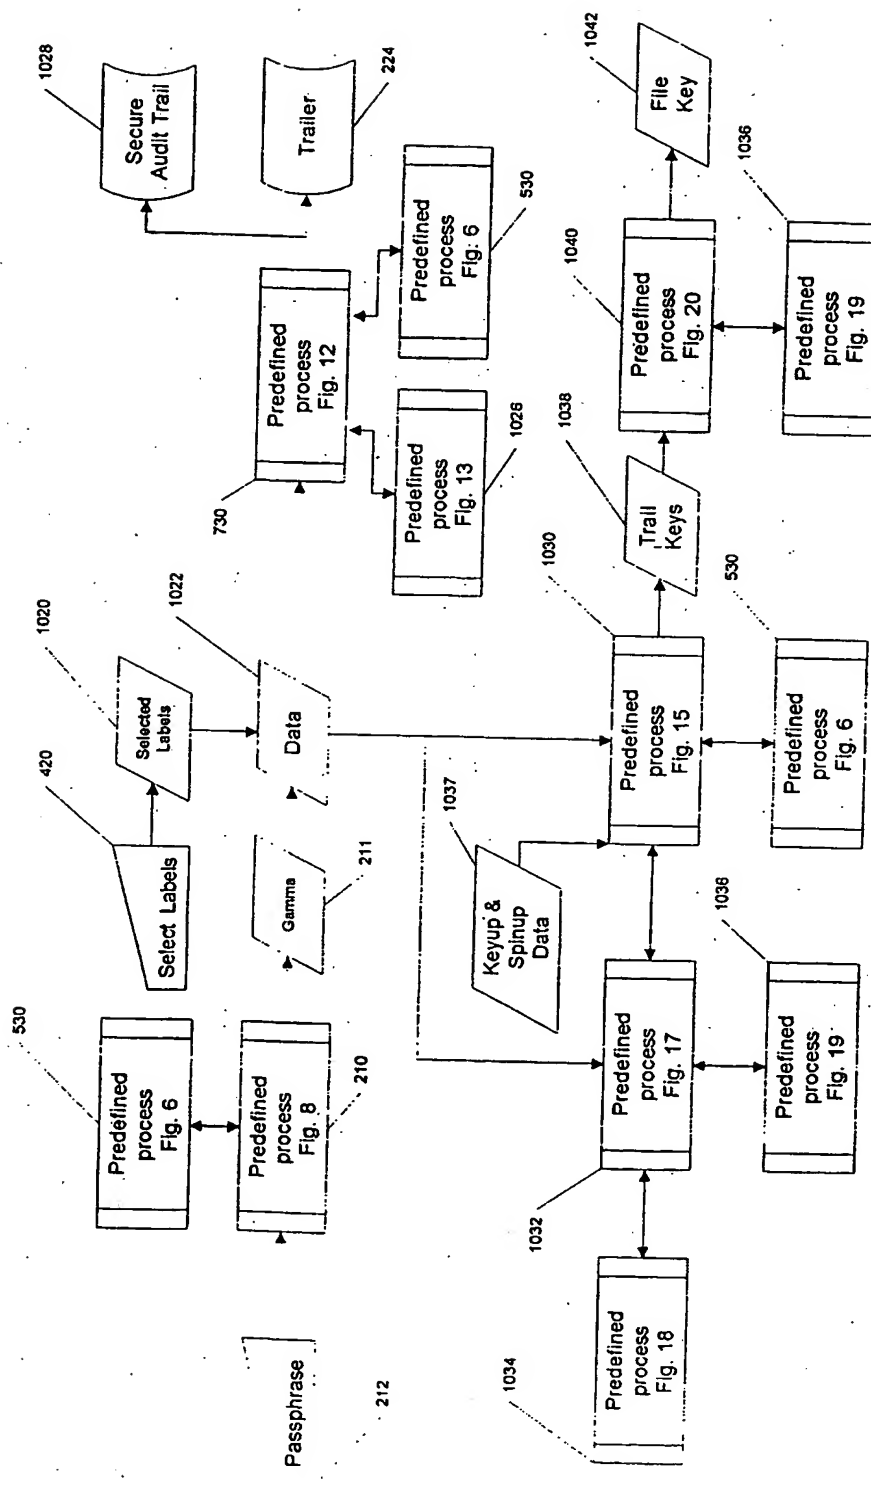 530
Predefined
process
Fig. 6
420
Select Labels
1020
Selected
Labels
1028
Secure
Audit Trail
Passphrase
212
Predefined
process
Fig. 8
210
Gamma
211
1022
Data
730
Predefined
process
Fig. 12
Trailer
224
Predefined
process
Fig. 13
1026
Predefined
process
Fig. 6
530
1037
Keyup &
Spinup
Data
1034
Predefined
process
Fig. 18
1032
Predefined
process
Fig. 17
1030
Predefined
process
Fig. 15
1038
Trail
Keys
1040
Predefined
process
Fig. 20
1042
File
Key
1036
Predefined
process
Fig. 19
530
Predefined
process
Fig. 6
1036
Predefined
process
Fig. 19